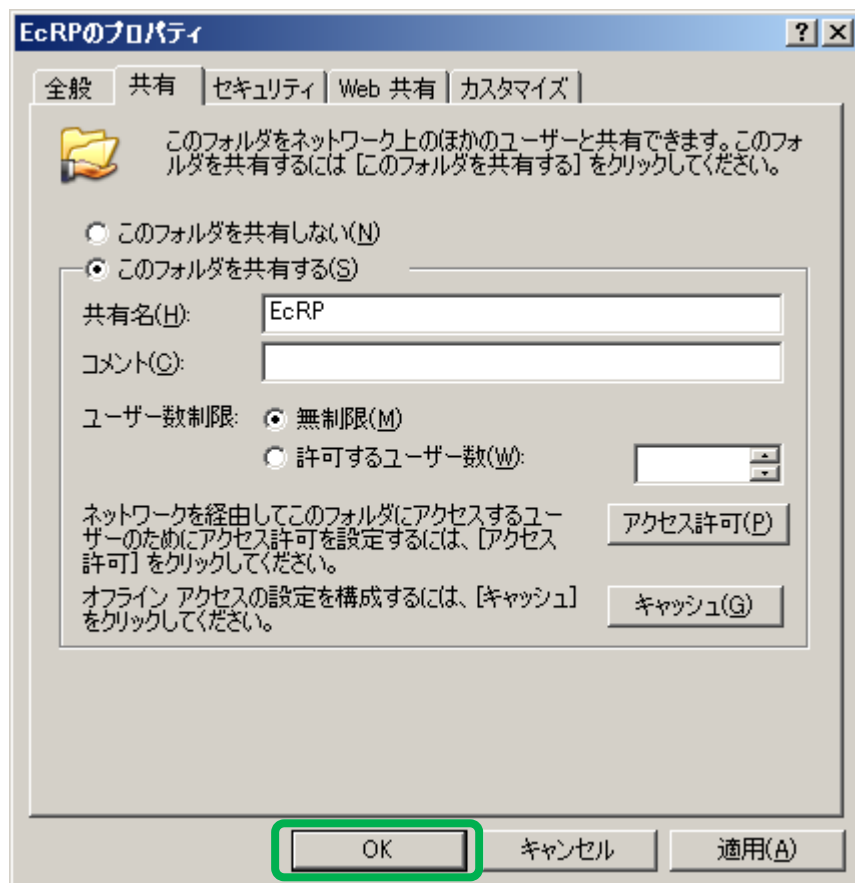 EcRPのプロパティ
全般 共有 セキュリティ Web 共有 カスタマイズ
このフォルダをネットワーク上のほかのユーザーと共有できます。このフォ
ルダを共有するには [このフォルダを共有する] をクリックしてください。
このフォルダを共有しない(N)
このフォルダを共有する(S)
共有名(H): EcRP
コメント(C):
ユーザー数制限: 無制限(M)
許可するユーザー数(W):
ネットワークを経由してこのフォルダにアクセスするユー
ザーのためにアクセス許可を設定するには、[アクセス
許可] をクリックしてください。
アクセス許可(P)
オフライン アクセスの設定を構成するには、[キャッシュ]
をクリックしてください。
キャッシュ(G)
OK キャンセル 適用(A)